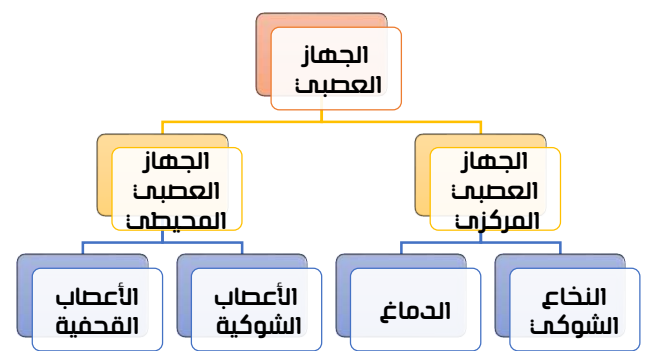 الجهاز
العصبي
الجهاز
العصبي
المركزي
الجهاز
العصبي
المحيطي
النخاع
الشوكي
الدماغ
الأعصاب
الشوكية
الأعصاب
القحفية